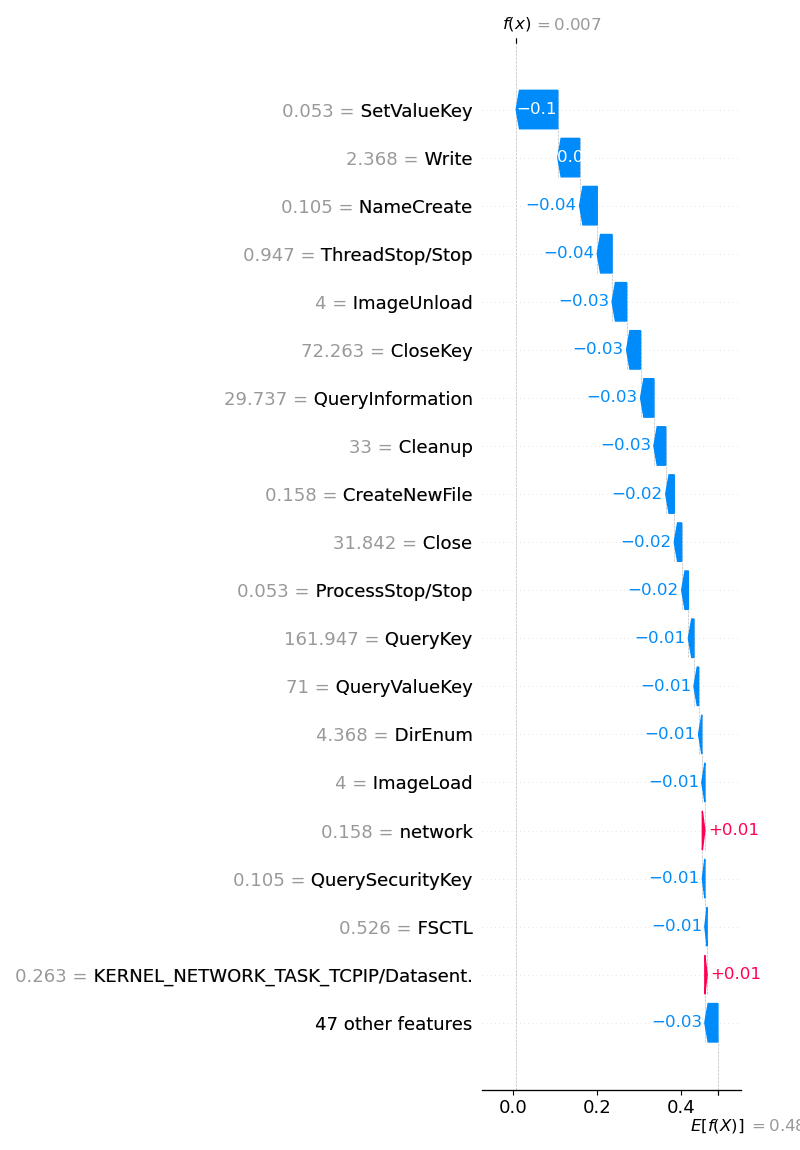 f(x) = 0.007
0.053 = SetValueKey −0.1
2.368 = Write 0.0
0.105 = NameCreate −0.04
0.947 = ThreadStop/Stop −0.04
4 = ImageUnload −0.03
72.263 = CloseKey −0.03
29.737 = QueryInformation −0.03
33 = Cleanup −0.03
0.158 = CreateNewFile −0.02
31.842 = Close −0.02
0.053 = ProcessStop/Stop −0.02
161.947 = QueryKey −0.01
71 = QueryValueKey −0.01
4.368 = DirEnum −0.01
4 = ImageLoad −0.01
0.158 = network +0.01
0.105 = QuerySecurityKey −0.01
0.526 = FSCTL −0.01
0.263 = KERNEL_NETWORK_TASK_TCPIP/Datasent. +0.01
47 other features −0.03
0.0 0.2 0.4
E[f(X)] = 0.48